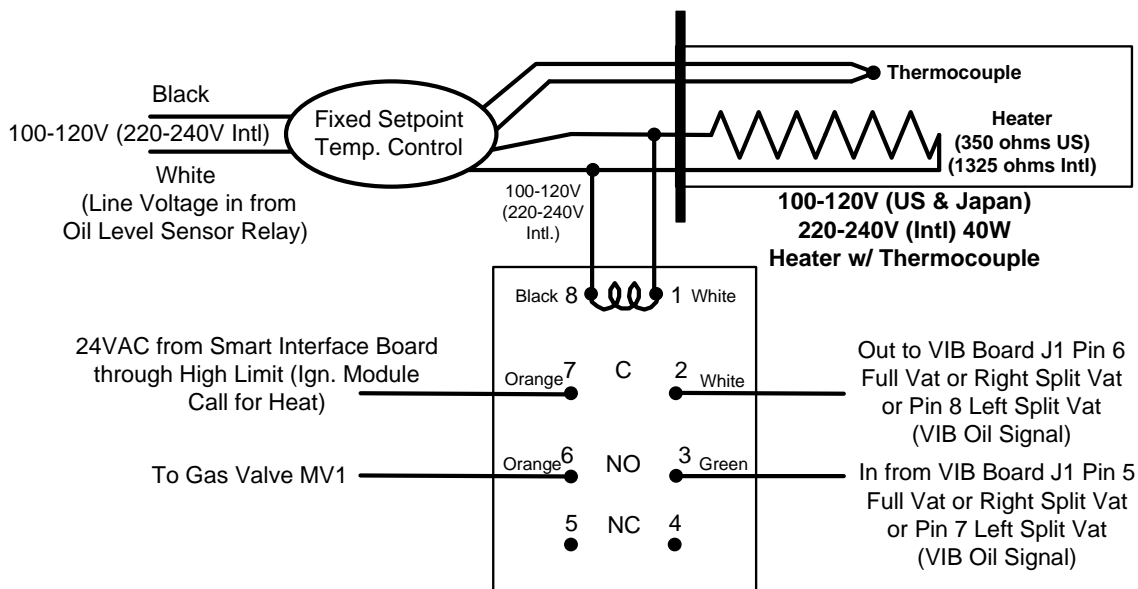 Black
100-120V (220-240V Intl)
White
(Line Voltage in from
Oil Level Sensor Relay)
Fixed Setpoint
Temp. Control
Thermocouple
Heater
(350 ohms US)
(1325 ohms Intl)
100-120V
(220-240V
Intl.)
100-120V (US & Japan)
220-240V (Intl) 40W
Heater w/ Thermocouple
Black 8 1 White
24VAC from Smart Interface Board
through High Limit (Ign. Module
Call for Heat)
Orange 7 C 2 White
Out to VIB Board J1 Pin 6
Full Vat or Right Split Vat
or Pin 8 Left Split Vat
(VIB Oil Signal)
To Gas Valve MV1
Orange 6 NO 3 Green
In from VIB Board J1 Pin 5
Full Vat or Right Split Vat
or Pin 7 Left Split Vat
(VIB Oil Signal)
5 NC 4